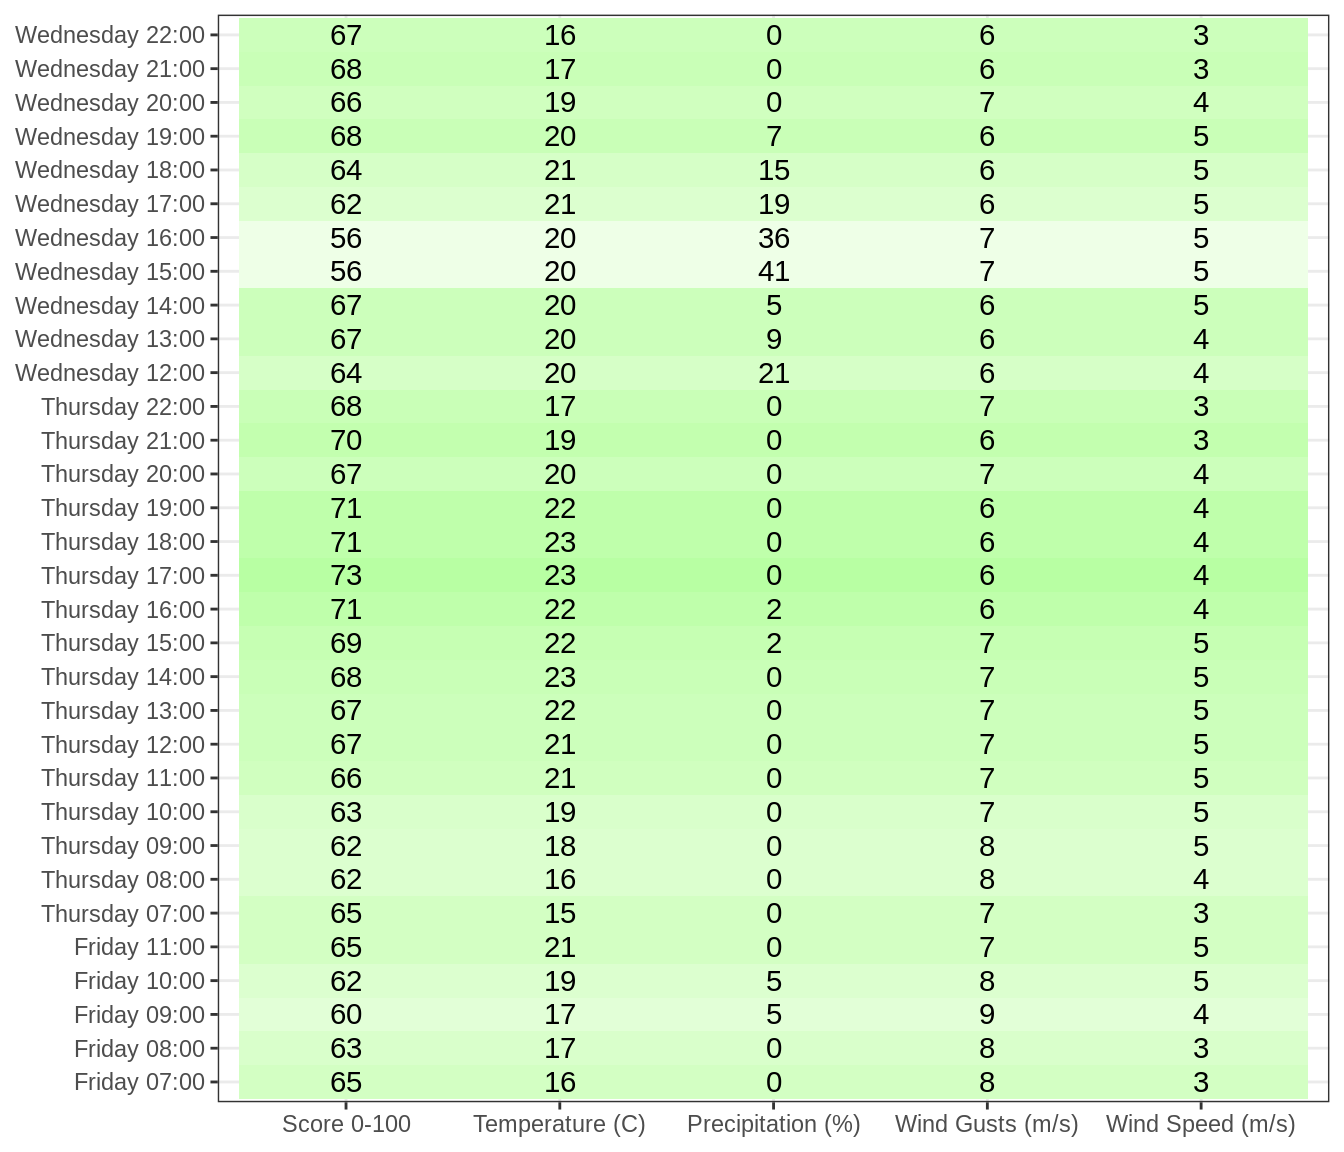 Wednesday 22:00 67 16 0 6 3
Wednesday 21:00 68 17 0 6 3
Wednesday 20:00 66 19 0 7 4
Wednesday 19:00 68 20 7 6 5
Wednesday 18:00 64 21 15 6 5
Wednesday 17:00 62 21 19 6 5
Wednesday 16:00 56 20 36 7 5
Wednesday 15:00 56 20 41 7 5
Wednesday 14:00 67 20 5 6 5
Wednesday 13:00 67 20 9 6 4
Wednesday 12:00 64 20 21 6 4
Thursday 22:00 68 17 0 7 3
Thursday 21:00 70 19 0 6 3
Thursday 20:00 67 20 0 7 4
Thursday 19:00 71 22 0 6 4
Thursday 18:00 71 23 0 6 4
Thursday 17:00 73 23 0 6 4
Thursday 16:00 71 22 2 6 4
Thursday 15:00 69 22 2 7 5
Thursday 14:00 68 23 0 7 5
Thursday 13:00 67 22 0 7 5
Thursday 12:00 67 21 0 7 5
Thursday 11:00 66 21 0 7 5
Thursday 10:00 63 19 0 7 5
Thursday 09:00 62 18 0 8 5
Thursday 08:00 62 16 0 8 4
Thursday 07:00 65 15 0 7 3
Friday 11:00 65 21 0 7 5
Friday 10:00 62 19 5 8 5
Friday 09:00 60 17 5 9 4
Friday 08:00 63 17 0 8 3
Friday 07:00 65 16 0 8 3
Score 0-100 Temperature (C) Precipitation (%) Wind Gusts (m/s) Wind Speed (m/s)